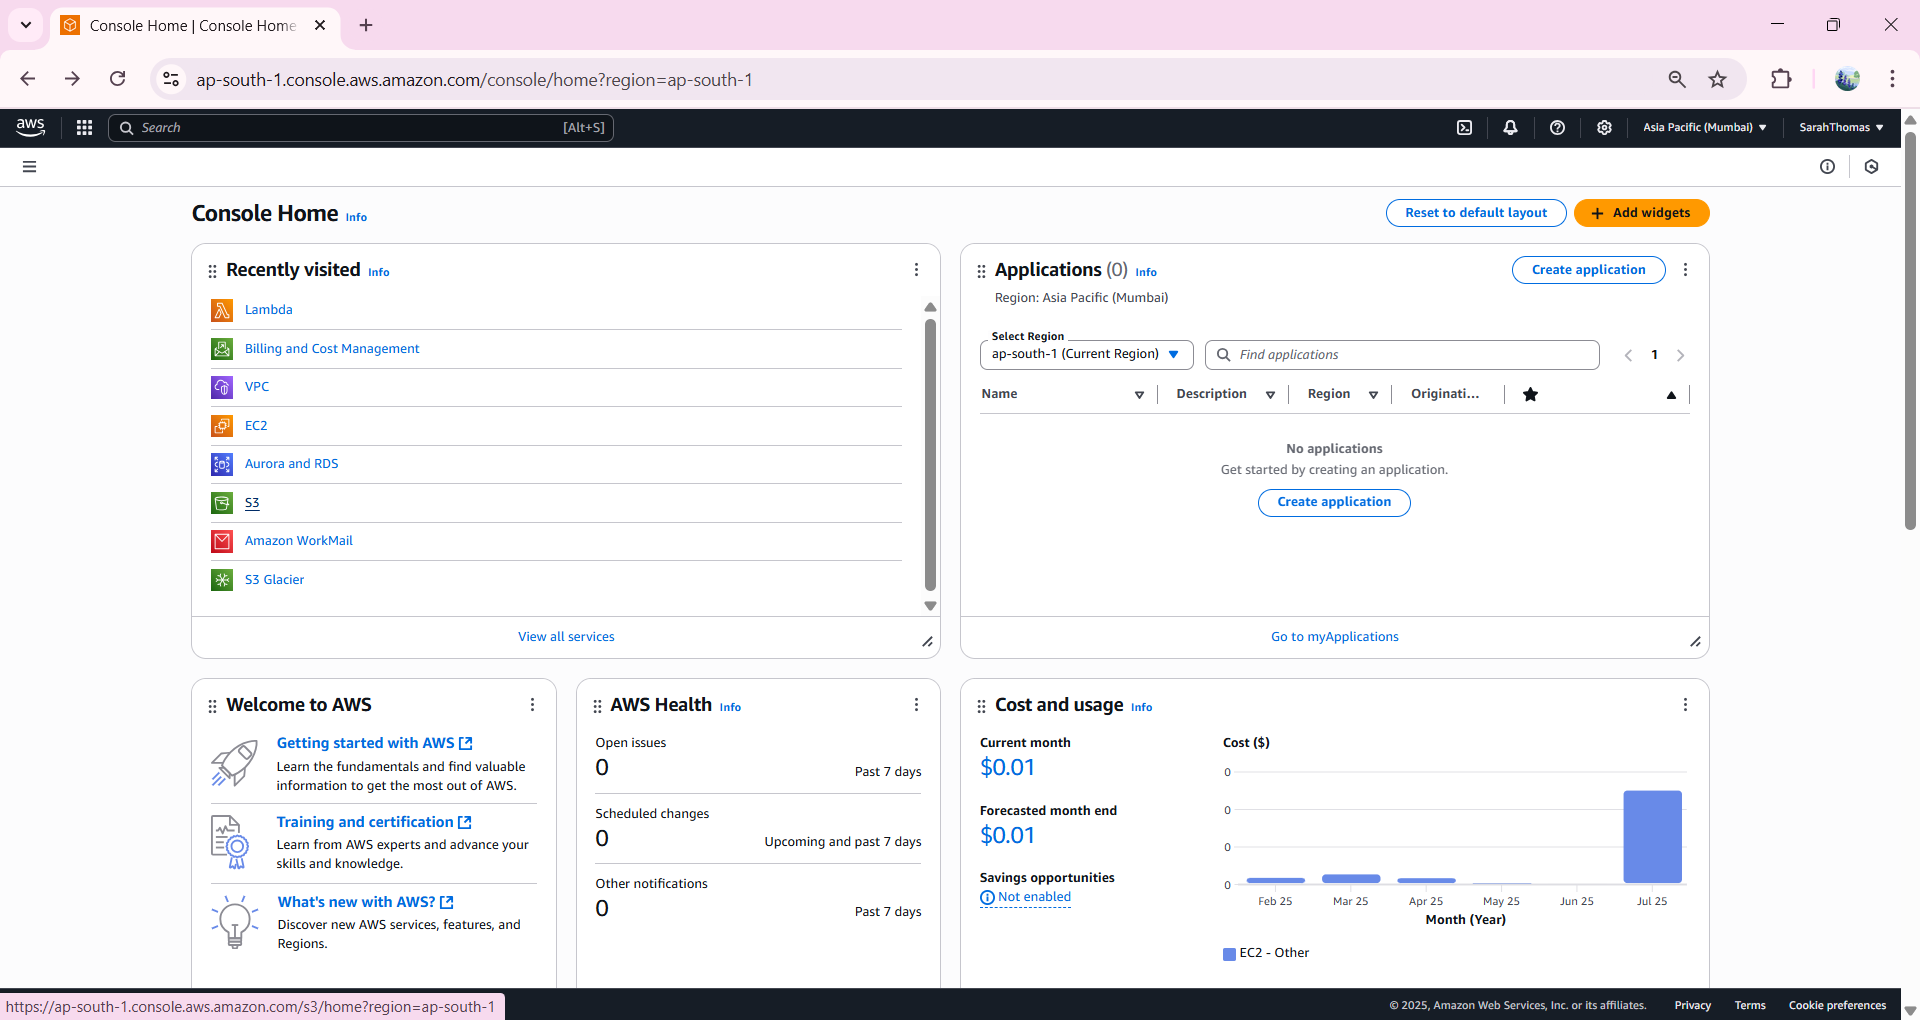 Console Home | Console Home
ap-south-1.console.aws.amazon.com/console/home?region=ap-south-1
aws
Search [Alt+S]
Asia Pacific (Mumbai)
SarahThomas
Console Home Info
Reset to default layout
Add widgets
Recently visited Info
Lambda
Billing and Cost Management
VPC
EC2
Aurora and RDS
S3
Amazon WorkMail
S3 Glacier
View all services
Applications (0) Info
Create application
Region: Asia Pacific (Mumbai)
Select Region
ap-south-1 (Current Region)
Find applications
1
Name Description Region Originati...
No applications
Get started by creating an application.
Create application
Go to myApplications
Welcome to AWS
Getting started with AWS
Learn the fundamentals and find valuable
information to get the most out of AWS.
Training and certification
Learn from AWS experts and advance your
skills and knowledge.
What's new with AWS?
Discover new AWS services, features, and
Regions.
AWS Health Info
Open issues
0 Past 7 days
Scheduled changes
0 Upcoming and past 7 days
Other notifications
0 Past 7 days
Cost and usage Info
Current month
$0.01
Forecasted month end
$0.01
Savings opportunities
Not enabled
Cost ($)
0
0
0
0
Feb 25 Mar 25 Apr 25 May 25 Jun 25 Jul 25
Month (Year)
EC2 - Other
https://ap-south-1.console.aws.amazon.com/s3/home?region=ap-south-1
© 2025, Amazon Web Services, Inc. or its affiliates. Privacy Terms Cookie preferences